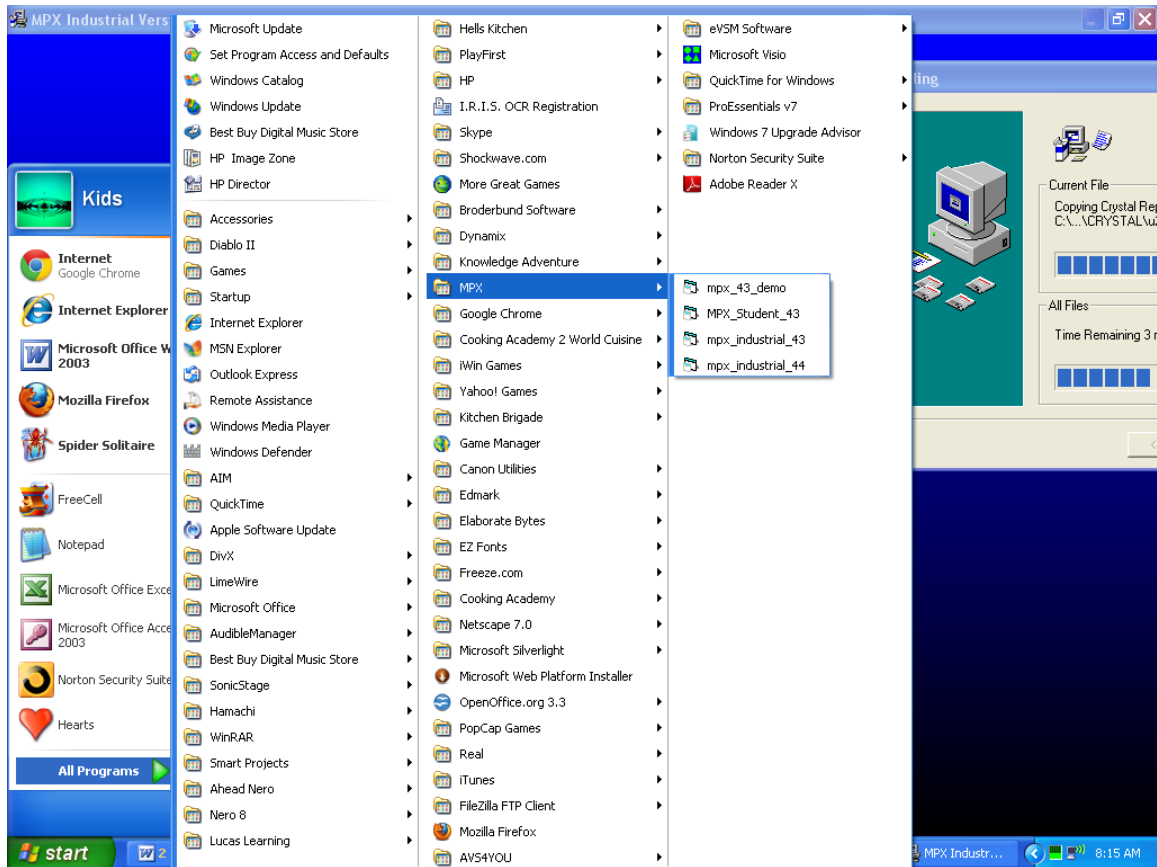 MPX Industrial Vers
Kids
Internet
Google Chrome
Internet Explorer
Microsoft Office W
2003
Mozilla Firefox
Spider Solitaire
FreeCell
Notepad
Microsoft Office Exce
Microsoft Office Acce
2003
Norton Security Suite
Hearts
All Programs
Microsoft Update
Set Program Access and Defaults
Windows Catalog
Windows Update
Best Buy Digital Music Store
HP Image Zone
HP Director
Accessories
Diablo II
Games
Startup
Internet Explorer
MSN Explorer
Outlook Express
Remote Assistance
Windows Media Player
Windows Defender
AIM
QuickTime
Apple Software Update
DivX
LimeWire
Microsoft Office
AudibleManager
Best Buy Digital Music Store
SonicStage
Hamachi
WinRAR
Smart Projects
Ahead Nero
Nero 8
Lucas Learning
Hells Kitchen
PlayFirst
HP
I.R.I.S. OCR Registration
Skype
Shockwave.com
More Great Games
Broderbund Software
Dynamix
Knowledge Adventure
MPX
Google Chrome
Cooking Academy 2 World Cuisine
iWin Games
Yahoo! Games
Kitchen Brigade
Game Manager
Canon Utilities
Edmark
Elaborate Bytes
EZ Fonts
Freeze.com
Cooking Academy
Netscape 7.0
Microsoft Silverlight
Microsoft Web Platform Installer
OpenOffice.org 3.3
PopCap Games
Real
iTunes
FileZilla FTP Client
Mozilla Firefox
AVS4YOU
eVSM Software
Microsoft Visio
QuickTime for Windows
ProEssentials v7
Windows 7 Upgrade Advisor
Norton Security Suite
Adobe Reader X
mpx_43_demo
MPX_Student_43
mpx_industrial_43
mpx_industrial_44
ling
Current File
Copying Crystal Rep
C:\...\CRYSTAL\u
All Files
Time Remaining 3
<
start
2
MPX Industr...
8:15 AM